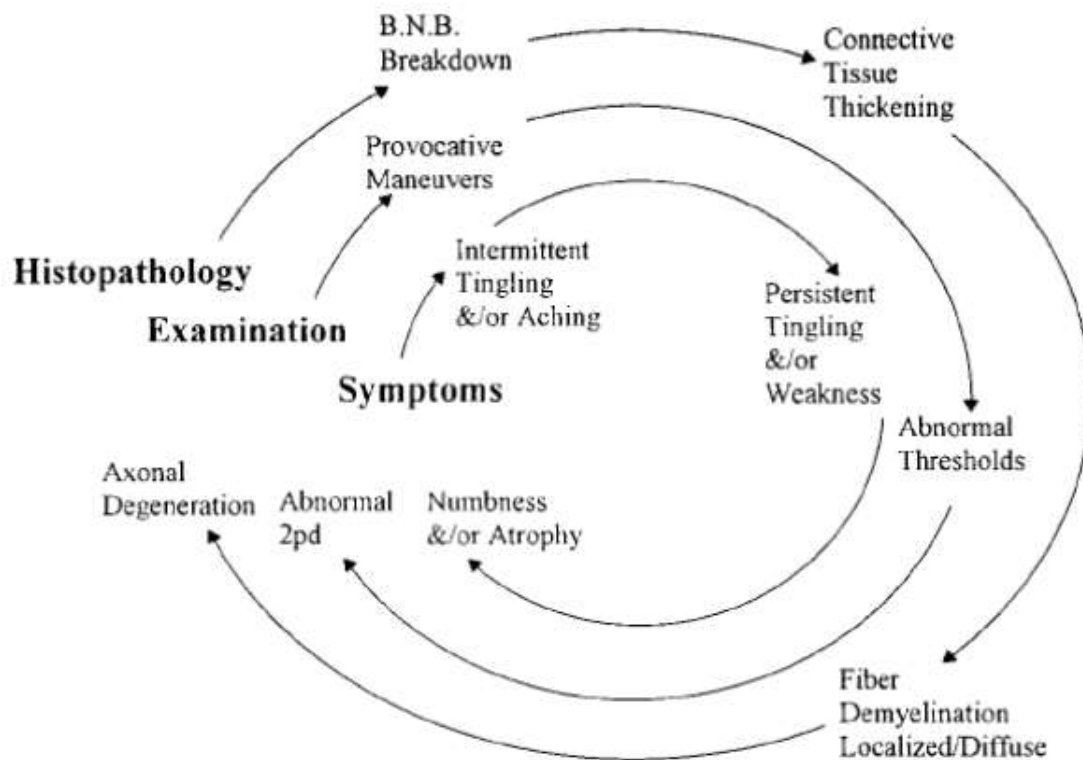 B.N.B.
Breakdown
Connective
Tissue
Thickening
Provocative
Maneuvers
Intermittent
Tingling
&/or Aching
Histopathology
Examination
Symptoms
Persistent
Tingling
&/or
Weakness
Abnormal
Thresholds
Axonal
Degeneration
Abnormal
2pd
Numbness
&/or Atrophy
Fiber
Demyelination
Localized/Diffuse